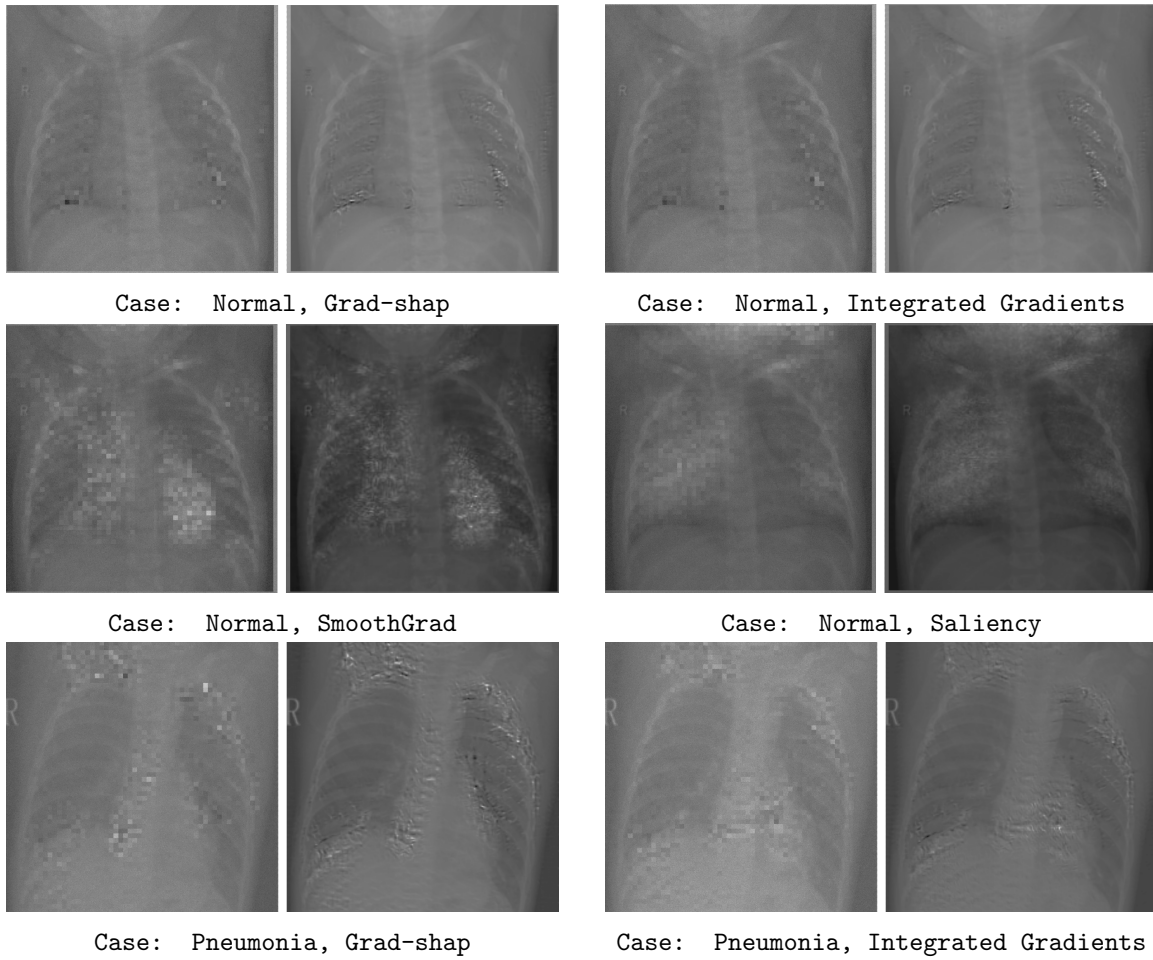 R
R
R
R
Case: Normal, Grad-shap
Case: Normal, Integrated Gradients
R
R
R
R
Case: Normal, SmoothGrad
Case: Normal, Saliency
R
R
R
R
Case: Pneumonia, Grad-shap
Case: Pneumonia, Integrated Gradients